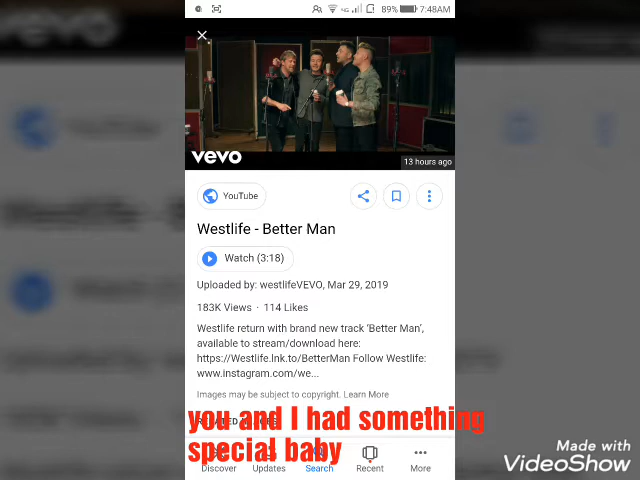 89% 7:48AM
vevo
13 hours ago
YouTube
Westlife - Better Man
Watch (3:18)
Uploaded by: westlifeVEVO, Mar 29, 2019
183K Views · 114 Likes
Westlife return with brand new track ‘Better Man’,
available to stream/download here:
https://Westlife.lnk.to/BetterMan Follow Westlife:
www.instagram.com/we...
Images may be subject to copyright. Learn More
you and I had something
special baby
Discover Updates Search Recent More
Made with
VideoShow